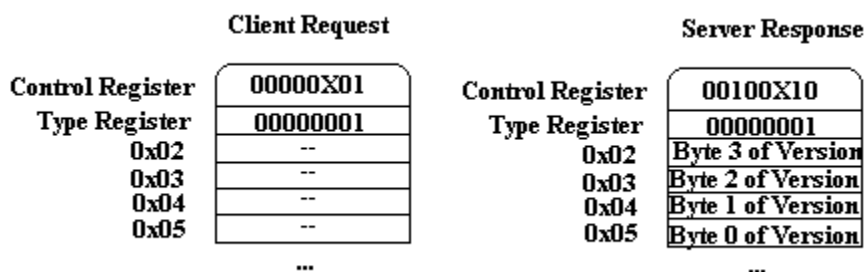 Client Request
Control Register 00000X01
Type Register 00000001
0x02 --
0x03 --
0x04 --
0x05 --
...
Server Response
Control Register 00100X10
Type Register 00000001
0x02 Byte 3 of Version
0x03 Byte 2 of Version
0x04 Byte 1 of Version
0x05 Byte 0 of Version
...